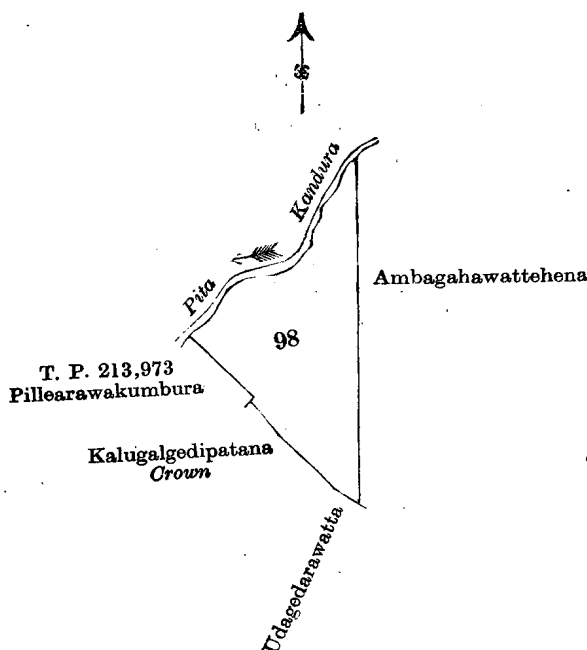 Kandura
Pita
Ambagahawattehena
98
T. P. 213,973
Pillearawakumbura
Kalugalgedipatana
Crown
Udagedarawatta